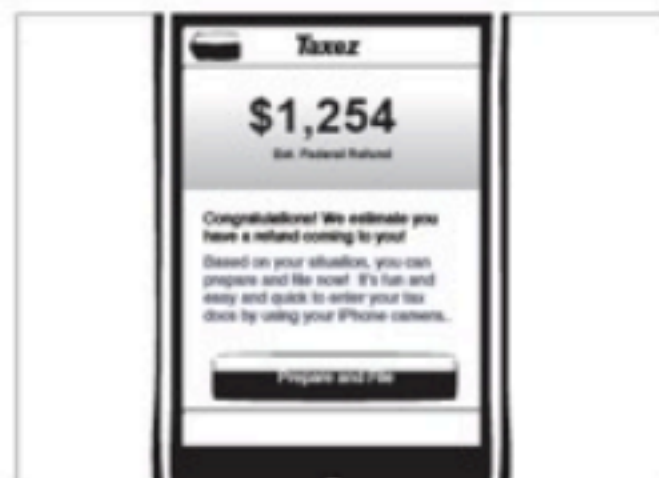 Taxez
$1,254
Est. Federal Refund
Congratulations! We estimate you
have a refund coming to you!
Based on your situation, you can
prepare and file now! It's fun and
easy and quick to enter your tax
docs by using your iPhone camera..
Prepare and File